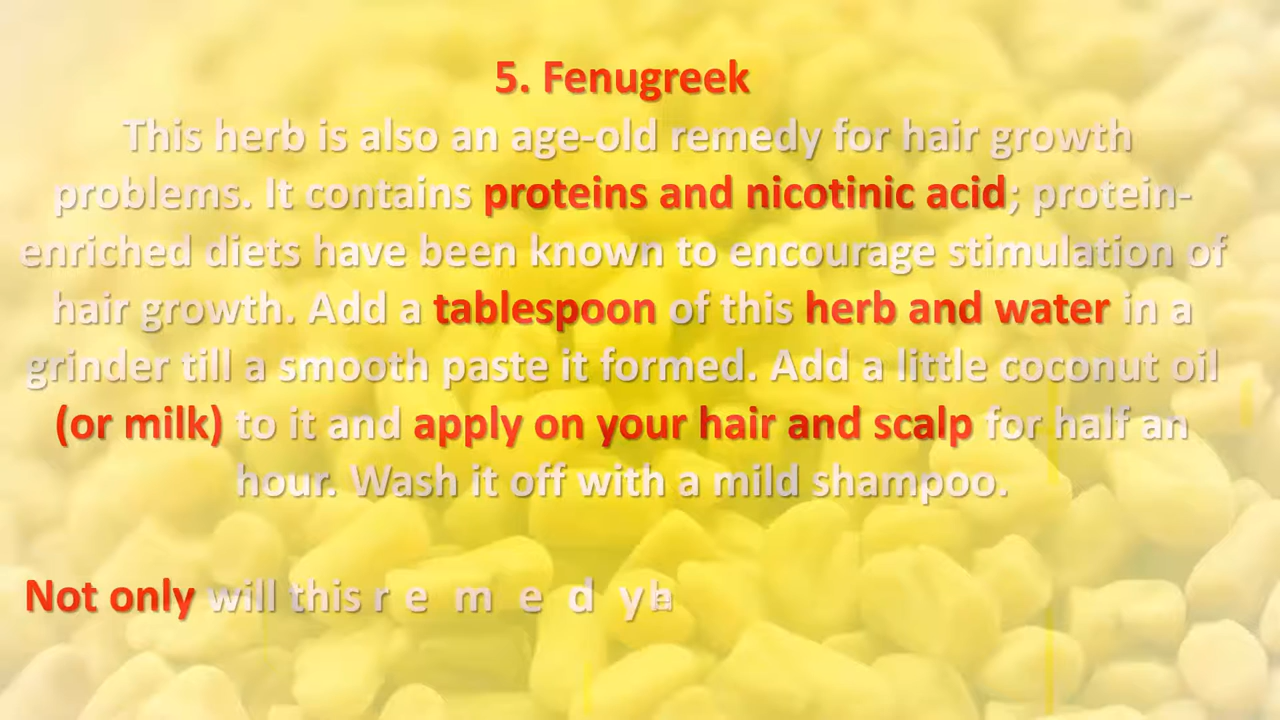 5. Fenugreek
This herb is also an age-old remedy for hair growth
problems. It contains proteins and nicotinic acid; protein-
enriched diets have been known to encourage stimulation of
hair growth. Add a tablespoon of this herb and water in a
grinder till a smooth paste it formed. Add a little coconut oil
(or milk) to it and apply on your hair and scalp for half an
hour. Wash it off with a mild shampoo.
Not only will this remedy